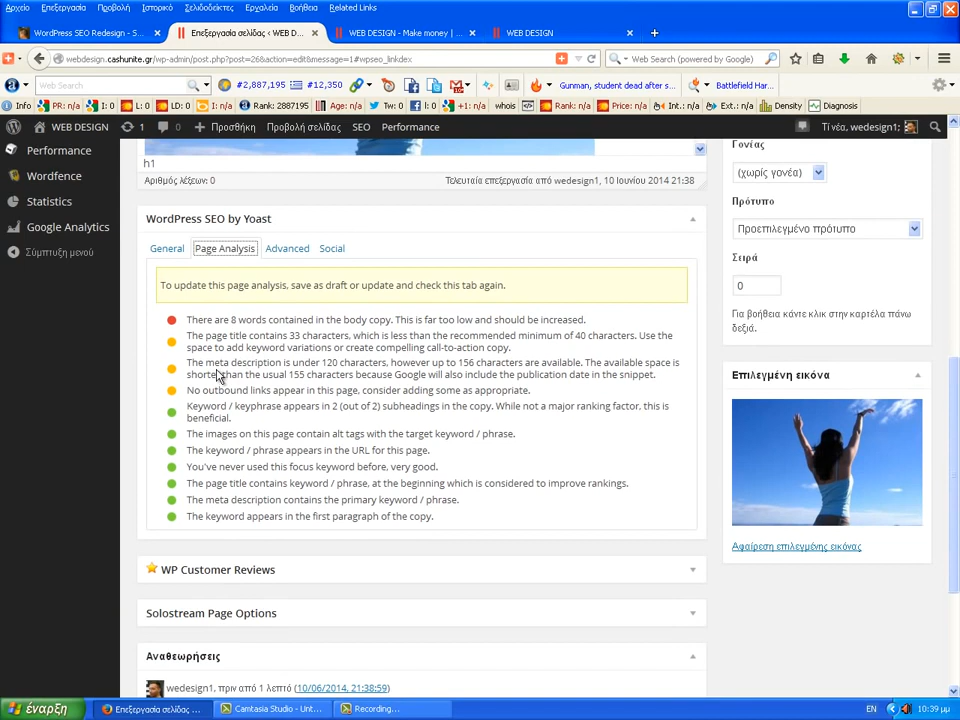 Αρχείο Επεξεργασία Προβολή Ιστορικό Σελιδοδείκτες Εργαλεία Βοήθεια Related Links
WordPress SEO Redesign - S... Επεξεργασία σελίδας ‹ WEB D... WEB DESIGN - Make money | ... WEB DESIGN
webdesign.cashunite.gr/wp-admin/post.php?post=26&action=edit&message=1#wpseo_linkdex Web Search (powered by Google)
Web Search #2,887,195 #12,350 Gunman, student dead after s... Battlefield Har...
Info PR: n/a I: 0 L: 0 LD: 0 I: n/a Rank: 2887195 Age: n/a Tw: 0 l: 0 +1: n/a whois Rank: n/a Price: n/a Int.: n/a Ext.: n/a Density Diagnosis
WEB DESIGN 1 0 Προσθήκη Προβολή σελίδας SEO Performance Τί νέα, wedesign1;
Performance
Wordfence
Statistics
Google Analytics
Σύμπτυξη μενού
h1
Αριθμός λέξεων: 0 Τελευταία επεξεργασία από wedesign1, 10 Ιουνίου 2014 21:38
WordPress SEO by Yoast
General Page Analysis Advanced Social
To update this page analysis, save as draft or update and check this tab again.
There are 8 words contained in the body copy. This is far too low and should be increased.
The page title contains 33 characters, which is less than the recommended minimum of 40 characters. Use the
space to add keyword variations or create compelling call-to-action copy.
The meta description is under 120 characters, however up to 156 characters are available. The available space is
shorter than the usual 155 characters because Google will also include the publication date in the snippet.
No outbound links appear in this page, consider adding some as appropriate.
Keyword / keyphrase appears in 2 (out of 2) subheadings in the copy. While not a major ranking factor, this is
beneficial.
The images on this page contain alt tags with the target keyword / phrase.
The keyword / phrase appears in the URL for this page.
You've never used this focus keyword before, very good.
The page title contains keyword / phrase, at the beginning which is considered to improve rankings.
The meta description contains the primary keyword / phrase.
The keyword appears in the first paragraph of the copy.
WP Customer Reviews
Solostream Page Options
Αναθεωρήσεις
wedesign1, πριν από 1 λεπτό (10/06/2014, 21:38:59)
Γονέας
(χωρίς γονέα)
Πρότυπο
Προεπιλεγμένο πρότυπο
Σειρά
0
Για βοήθεια κάντε κλικ στην καρτέλα πάνω
δεξιά.
Επιλεγμένη εικόνα
Αφαίρεση επιλεγμένης εικόνας
έναρξη Επεξεργασία σελίδας ... Camtasia Studio - Unt... Recording... EN 10:39 μμ